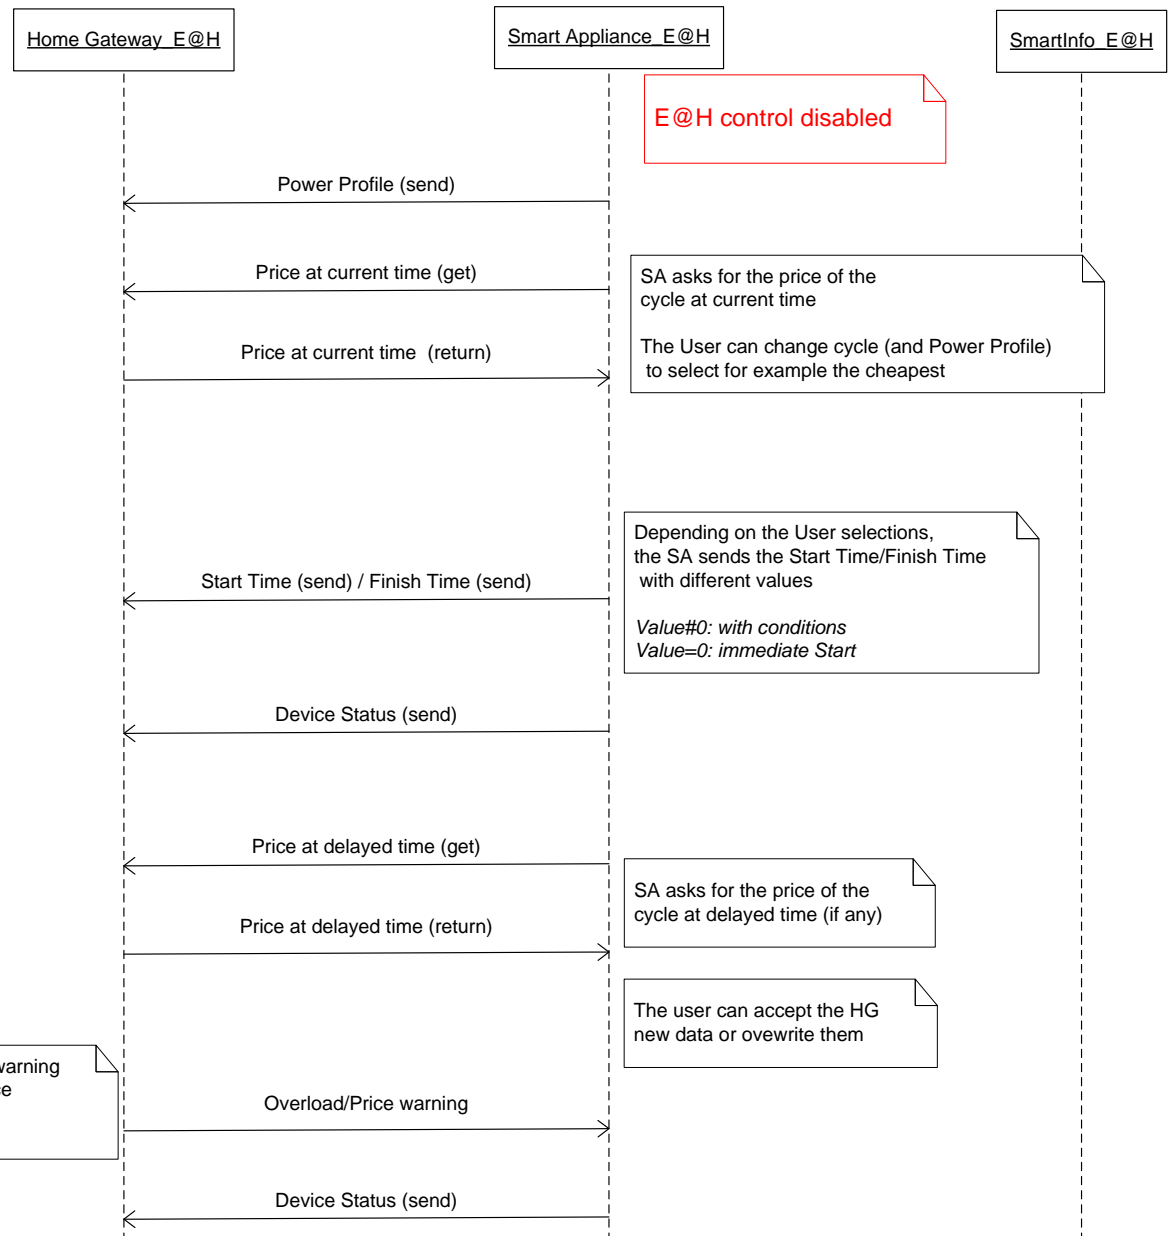 Home Gateway_E@H
Smart Appliance_E@H
SmartInfo_E@H
E@H control disabled
Power Profile (send)
Price at current time (get)
SA asks for the price of the
cycle at current time
The User can change cycle (and Power Profile)
to select for example the cheapest
Price at current time (return)
Depending on the User selections,
the SA sends the Start Time/Finish Time
with different values
Value#0: with conditions
Value=0: immediate Start
Start Time (send) / Finish Time (send)
Device Status (send)
Price at delayed time (get)
SA asks for the price of the
cycle at delayed time (if any)
Price at delayed time (return)
The user can accept the HG
new data or ovewrite them
Overload/Price warning
Device Status (send)